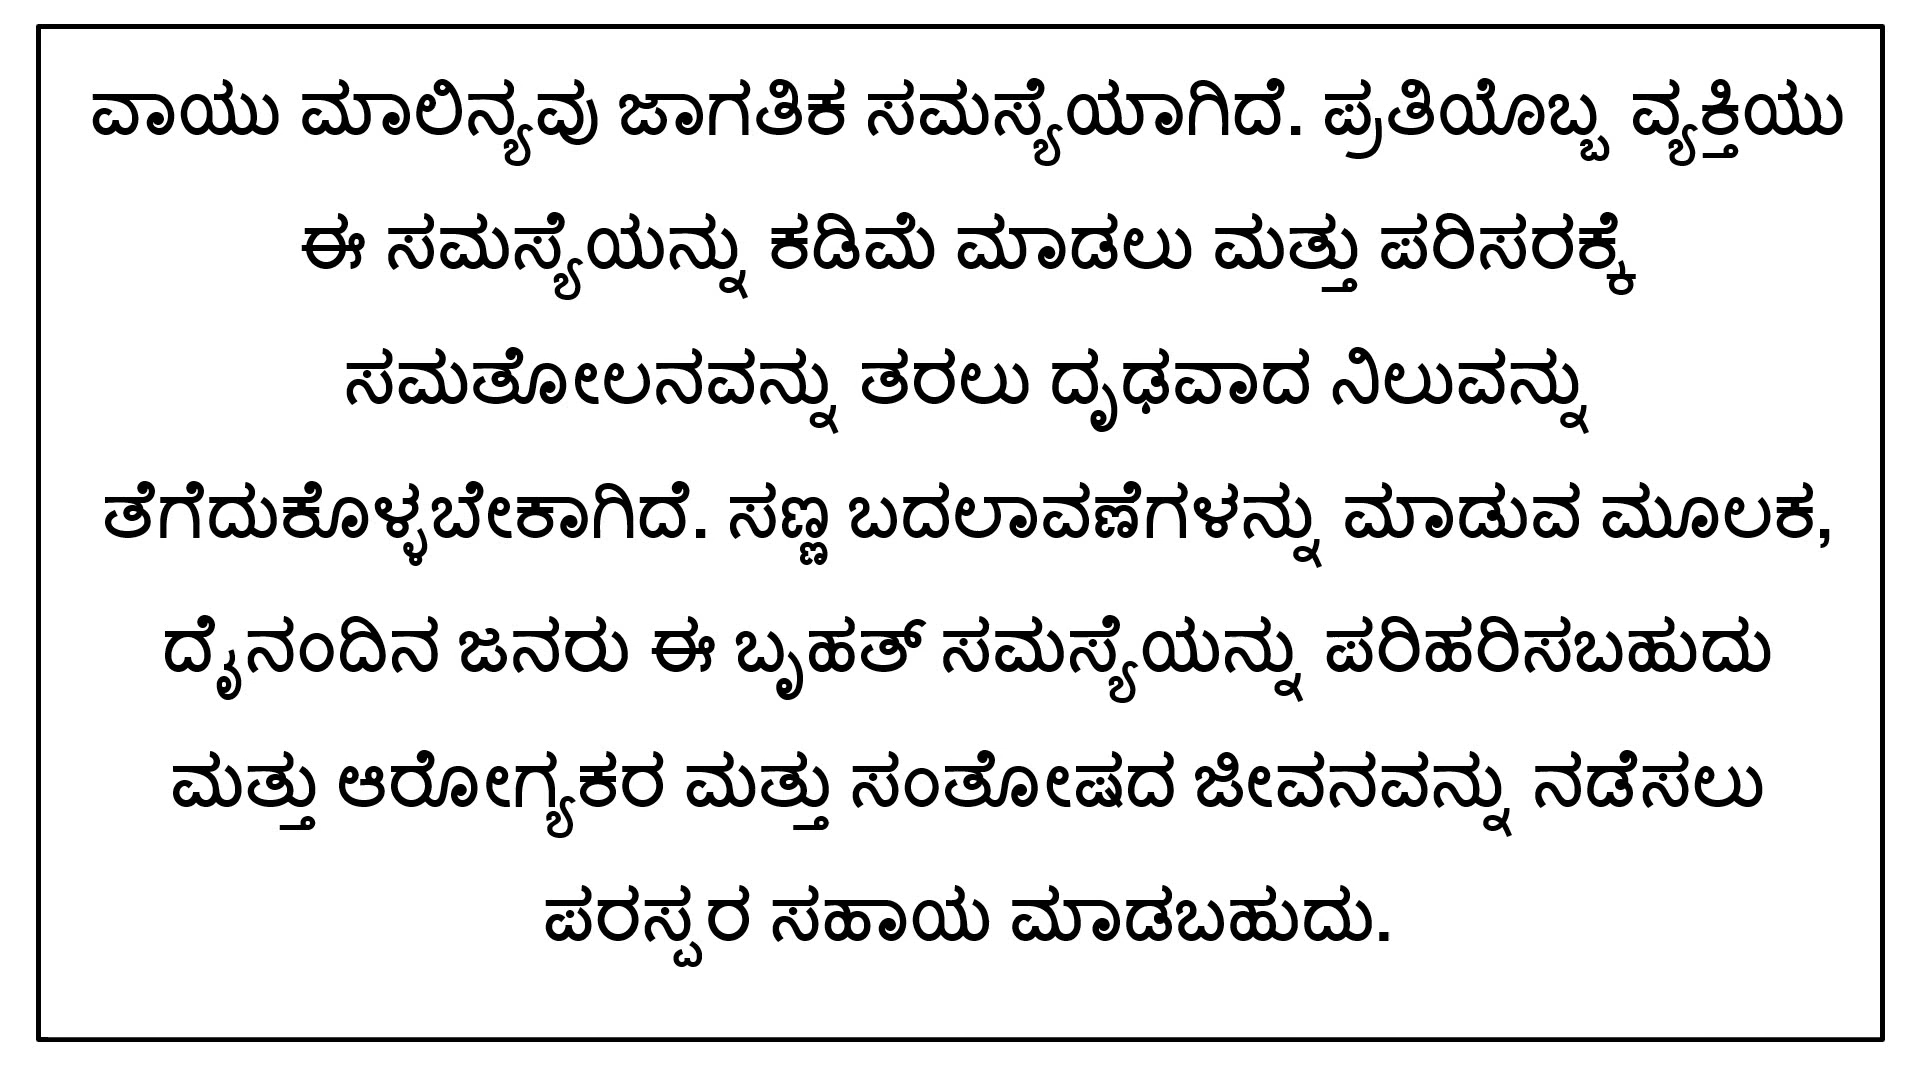 ವಾಯು ಮಾಲಿನ್ಯವು ಜಾಗತಿಕ ಸಮಸ್ಯೆಯಾಗಿದೆ. ಪ್ರತಿಯೊಬ್ಬ ವ್ಯಕ್ತಿಯು
ಈ ಸಮಸ್ಯೆಯನ್ನು ಕಡಿಮೆ ಮಾಡಲು ಮತ್ತು ಪರಿಸರಕ್ಕೆ
ಸಮತೋಲನವನ್ನು ತರಲು ದೃಢವಾದ ನಿಲುವನ್ನು
ತೆಗೆದುಕೊಳ್ಳಬೇಕಾಗಿದೆ. ಸಣ್ಣ ಬದಲಾವಣೆಗಳನ್ನು ಮಾಡುವ ಮೂಲಕ,
ದೈನಂದಿನ ಜನರು ಈ ಬೃಹತ್ ಸಮಸ್ಯೆಯನ್ನು ಪರಿಹರಿಸಬಹುದು
ಮತ್ತು ಆರೋಗ್ಯಕರ ಮತ್ತು ಸಂತೋಷದ ಜೀವನವನ್ನು ನಡೆಸಲು
ಪರಸ್ಪರ ಸಹಾಯ ಮಾಡಬಹುದು.